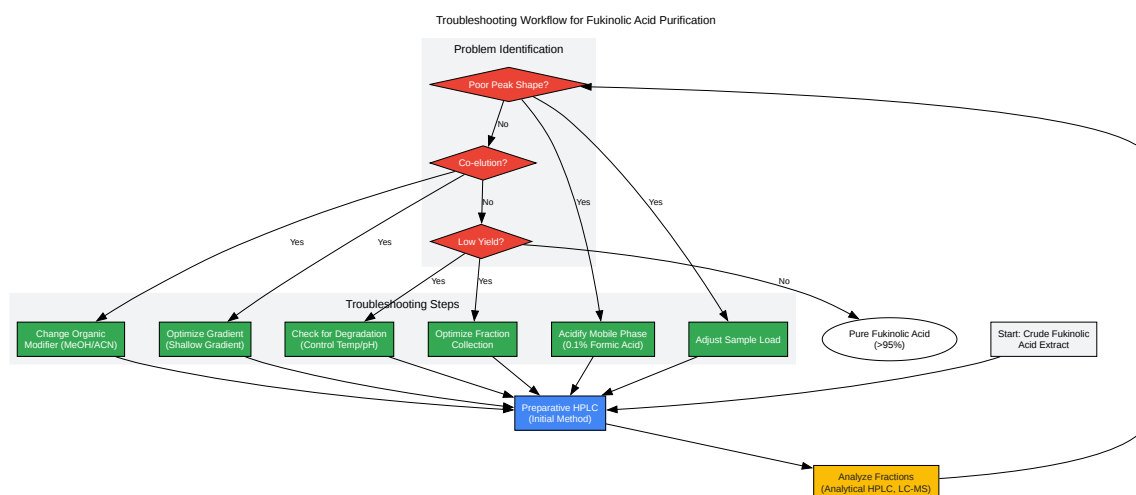 Troubleshooting Workflow for Fukinolic Acid Purification
Problem Identification
Poor Peak Shape?
No
Co-elution?
Yes
Yes
No
Yes
Yes
Low Yield?
Yes
Yes
No
Troubleshooting Steps
Change Organic
Modifier (MeOH/ACN)
Optimize Gradient
(Shallow Gradient)
Check for Degradation
(Control Temp/pH)
Optimize Fraction
Collection
Acidify Mobile Phase
(0.1% Formic Acid)
Adjust Sample Load
Pure Fukinolic Acid
(>95%)
Start: Crude Fukinolic
Acid Extract
Preparative HPLC
(Initial Method)
Analyze Fractions
(Analytical HPLC, LC-MS)